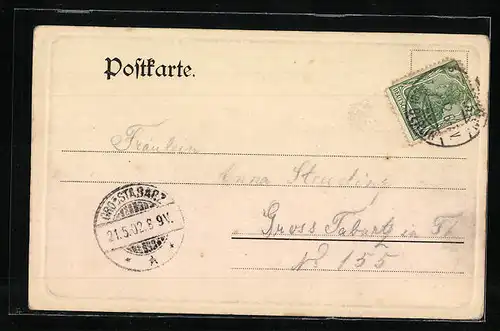 Postkarte.
Fräulein
Anna
Gross Tabarz in Th
No 155
GROSSTABARZ
21.5.02. 8-9V.
* A *